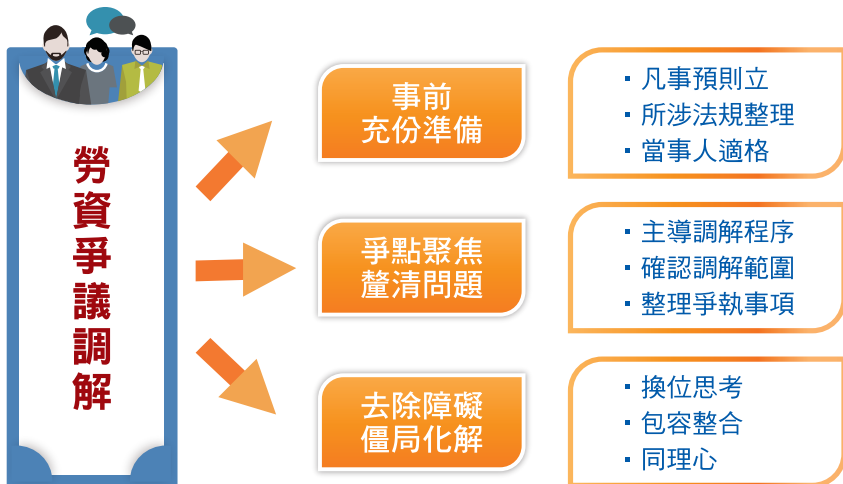 勞資爭議調解
事前
充份準備
▪ 凡事預則立
▪ 所涉法規整理
▪ 當事人適格
爭點聚焦
釐清問題
▪ 主導調解程序
▪ 確認調解範圍
▪ 整理爭執事項
去除障礙
僵局化解
▪ 換位思考
▪ 包容整合
▪ 同理心